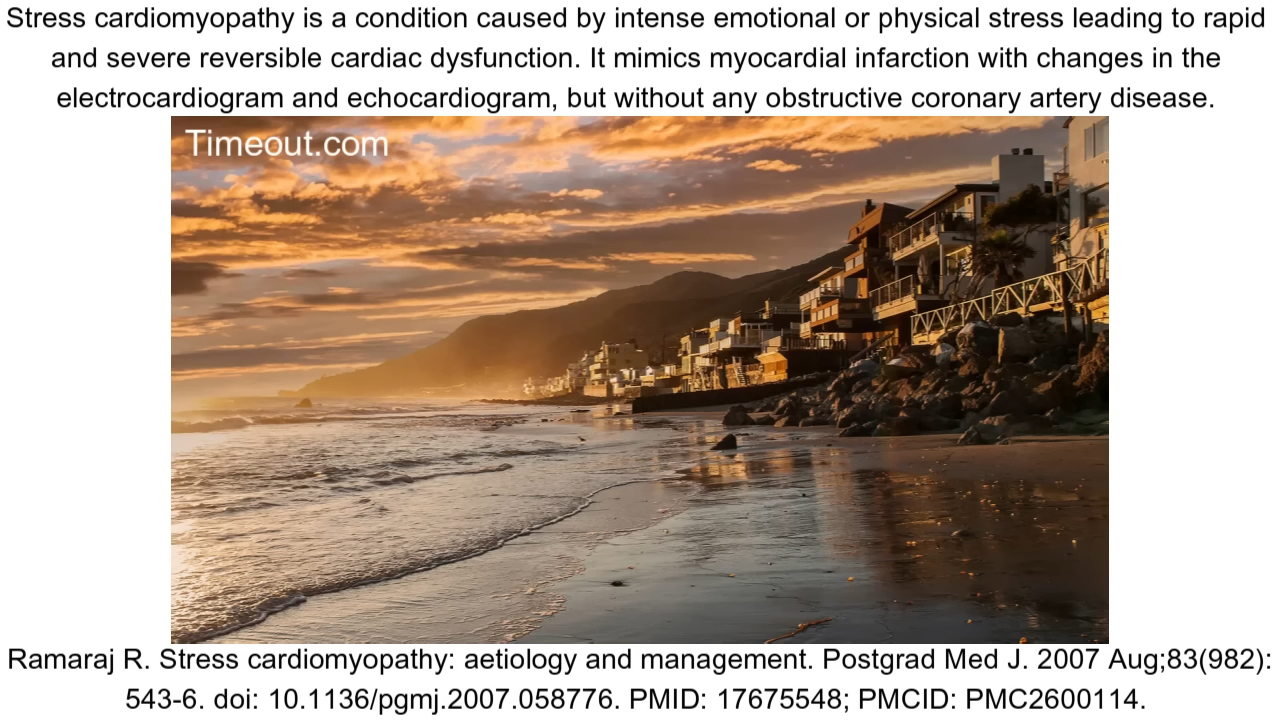 Stress cardiomyopathy is a condition caused by intense emotional or physical stress leading to rapid
and severe reversible cardiac dysfunction. It mimics myocardial infarction with changes in the
electrocardiogram and echocardiogram, but without any obstructive coronary artery disease.
Timeout.com
Ramaraj R. Stress cardiomyopathy: aetiology and management. Postgrad Med J. 2007 Aug;83(982):
543-6. doi: 10.1136/pgmj.2007.058776. PMID: 17675548; PMCID: PMC2600114.